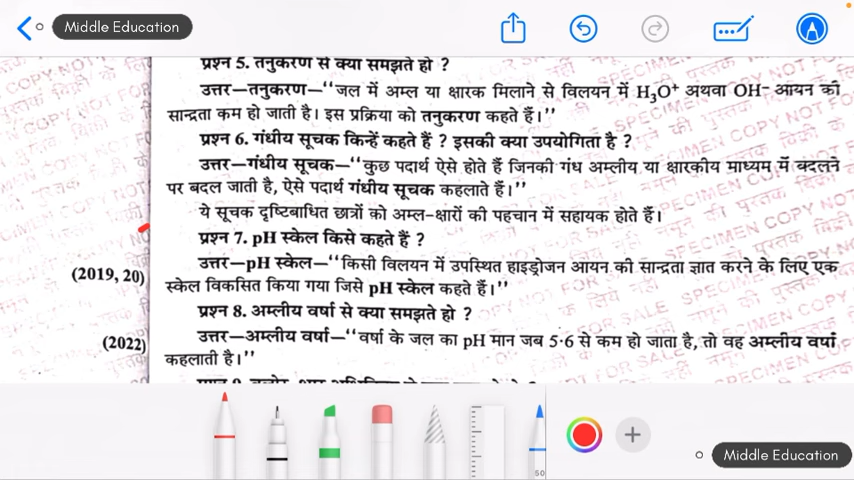 Middle Education
प्रश्न 5. तनुकरण से क्या समझते हो ?
उत्तर—तनुकरण—‘‘जल में अम्ल या क्षारक मिलाने से विलयन में H₃O⁺ अथवा OH⁻ आयन की
सान्द्रता कम हो जाती है। इस प्रक्रिया को तनुकरण कहते हैं।’’
प्रश्न 6. गंधीय सूचक किन्हें कहते हैं ? इसकी क्या उपयोगिता है ?
उत्तर—गंधीय सूचक—‘‘कुछ पदार्थ ऐसे होते हैं जिनकी गंध अम्लीय या क्षारकीय माध्यम में बदलने
पर बदल जाती है, ऐसे पदार्थ गंधीय सूचक कहलाते हैं।’’
ये सूचक दृष्टिबाधित छात्रों को अम्ल-क्षारों की पहचान में सहायक होते हैं।
प्रश्न 7. pH स्केल किसे कहते हैं ?
(2019, 20)
उत्तर—pH स्केल—‘‘किसी विलयन में उपस्थित हाइड्रोजन आयन की सान्द्रता ज्ञात करने के लिए एक
स्केल विकसित किया गया जिसे pH स्केल कहते हैं।’’
प्रश्न 8. अम्लीय वर्षा से क्या समझते हो ?
(2022)
उत्तर—अम्लीय वर्षा—‘‘वर्षा के जल का pH मान जब 5·6 से कम हो जाता है, तो वह अम्लीय वर्षा
कहलाती है।’’
50
Middle Education